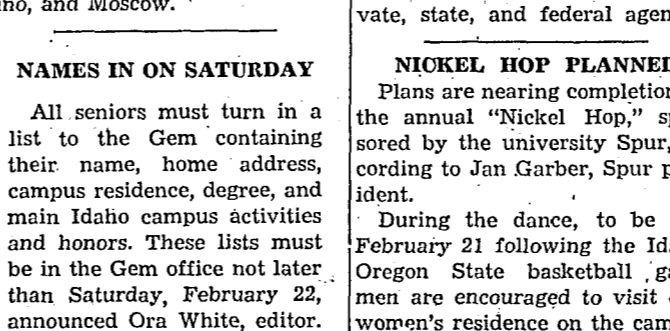 and Moscow.
NAMES IN ON SATURDAY
All seniors must turn in a
list to the Gem containing
their name, home address,
campus residence, degree, and
main Idaho campus activities
and honors. These lists must
be in the Gem office not later
than Saturday, February 22,
announced Ora White, editor.
vate, state, and federal agen
NICKEL HOP PLANNED
Plans are nearing completion
the annual "Nickel Hop," sp
sored by the university Spur,
cording to Jan Garber, Spur p
ident.
During the dance, to be
February 21 following the Ida
Oregon State basketball ga
men are encouraged to visit
women's residence on the cam